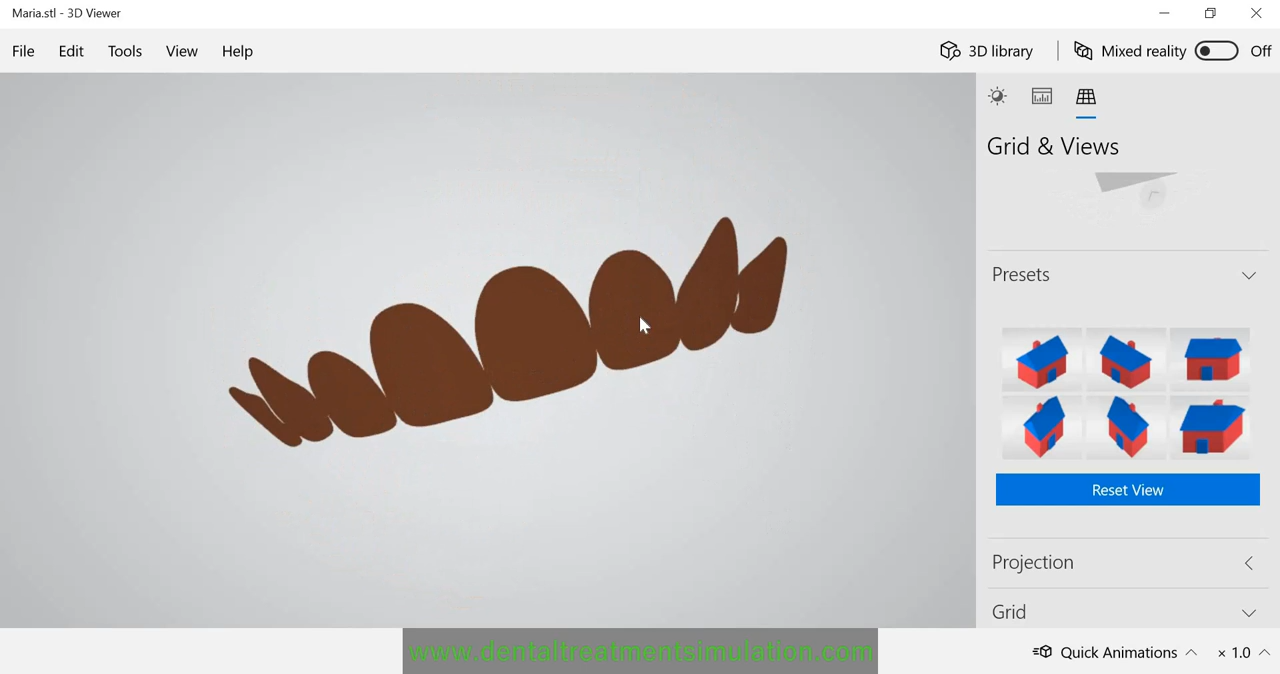 Maria.stl - 3D Viewer
File Edit Tools View Help 3D library Mixed reality Off
Grid & Views
Presets
Reset View
Projection
Grid
www.dentaltreatmentsimulation.com
Quick Animations × 1.0